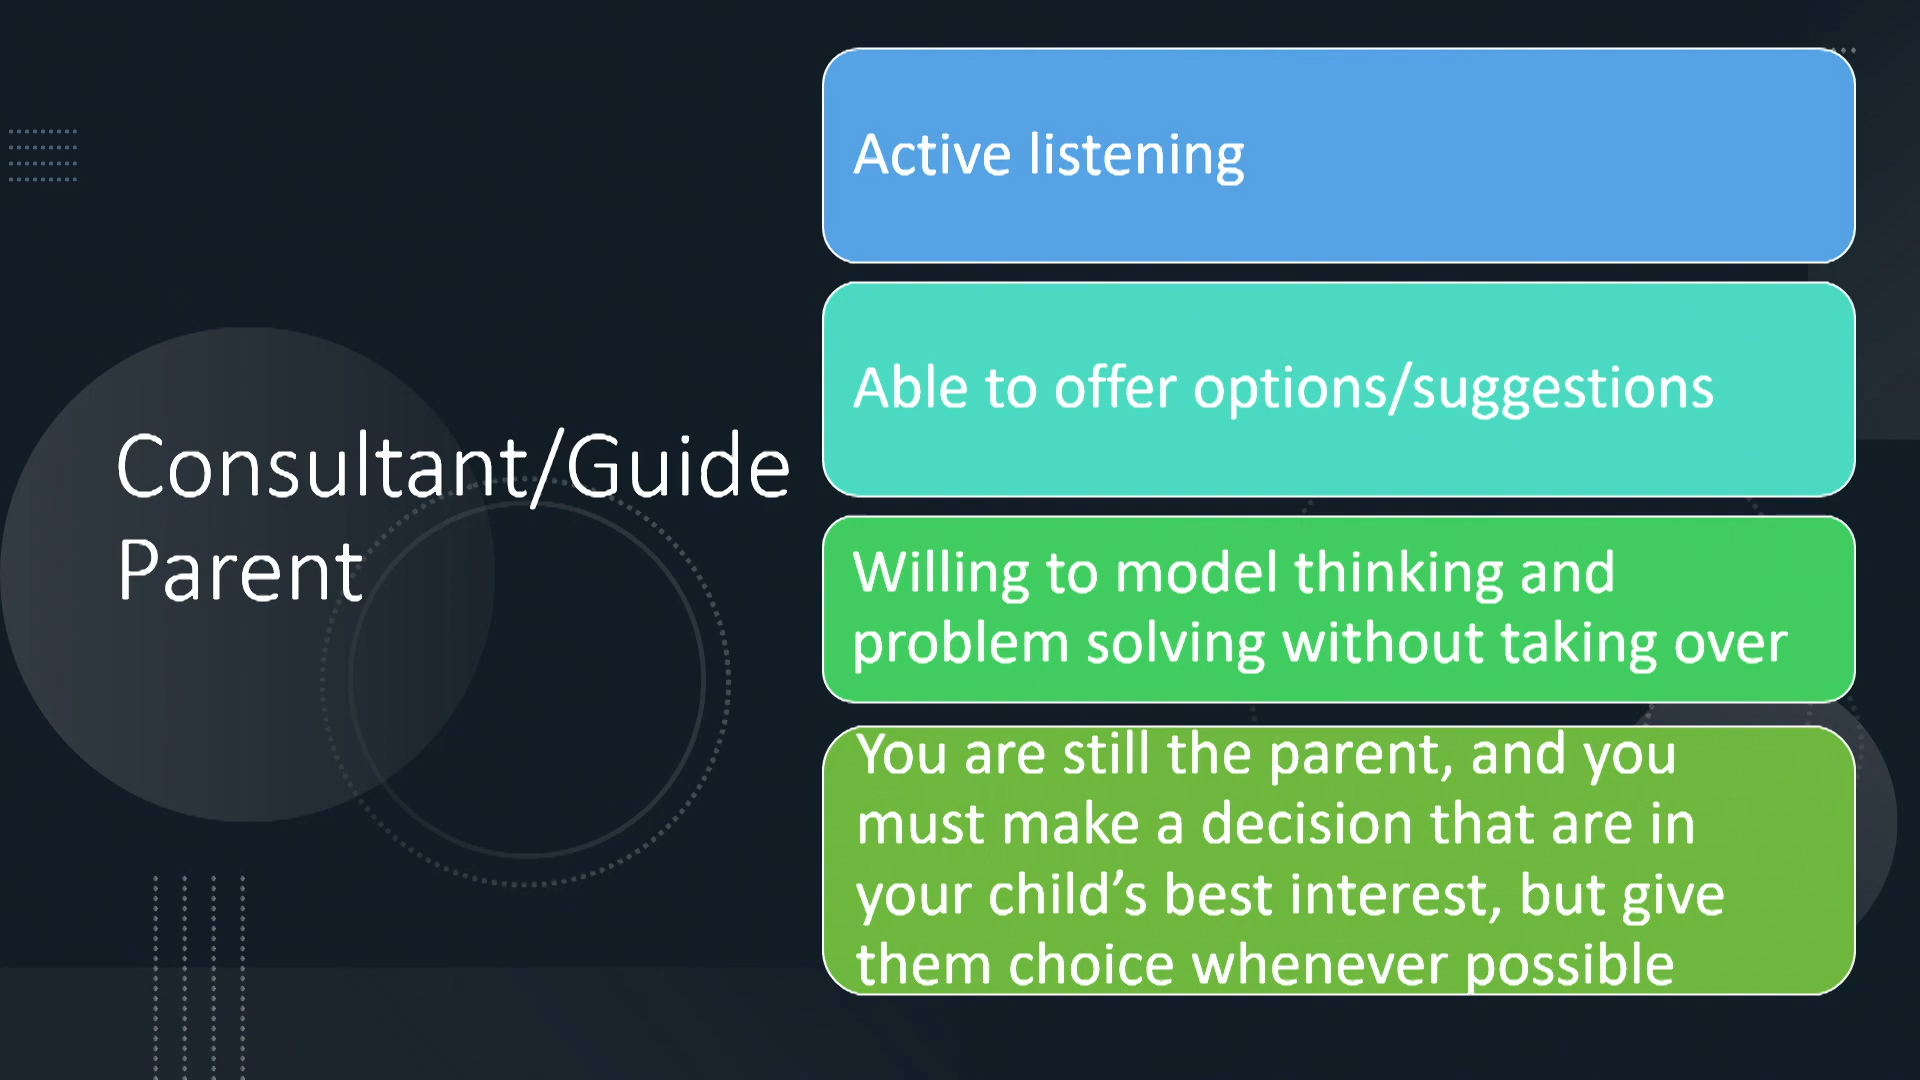 Consultant/Guide
Parent
Active listening
Able to offer options/suggestions
Willing to model thinking and
problem solving without taking over
You are still the parent, and you
must make a decision that are in
your child’s best interest, but give
them choice whenever possible